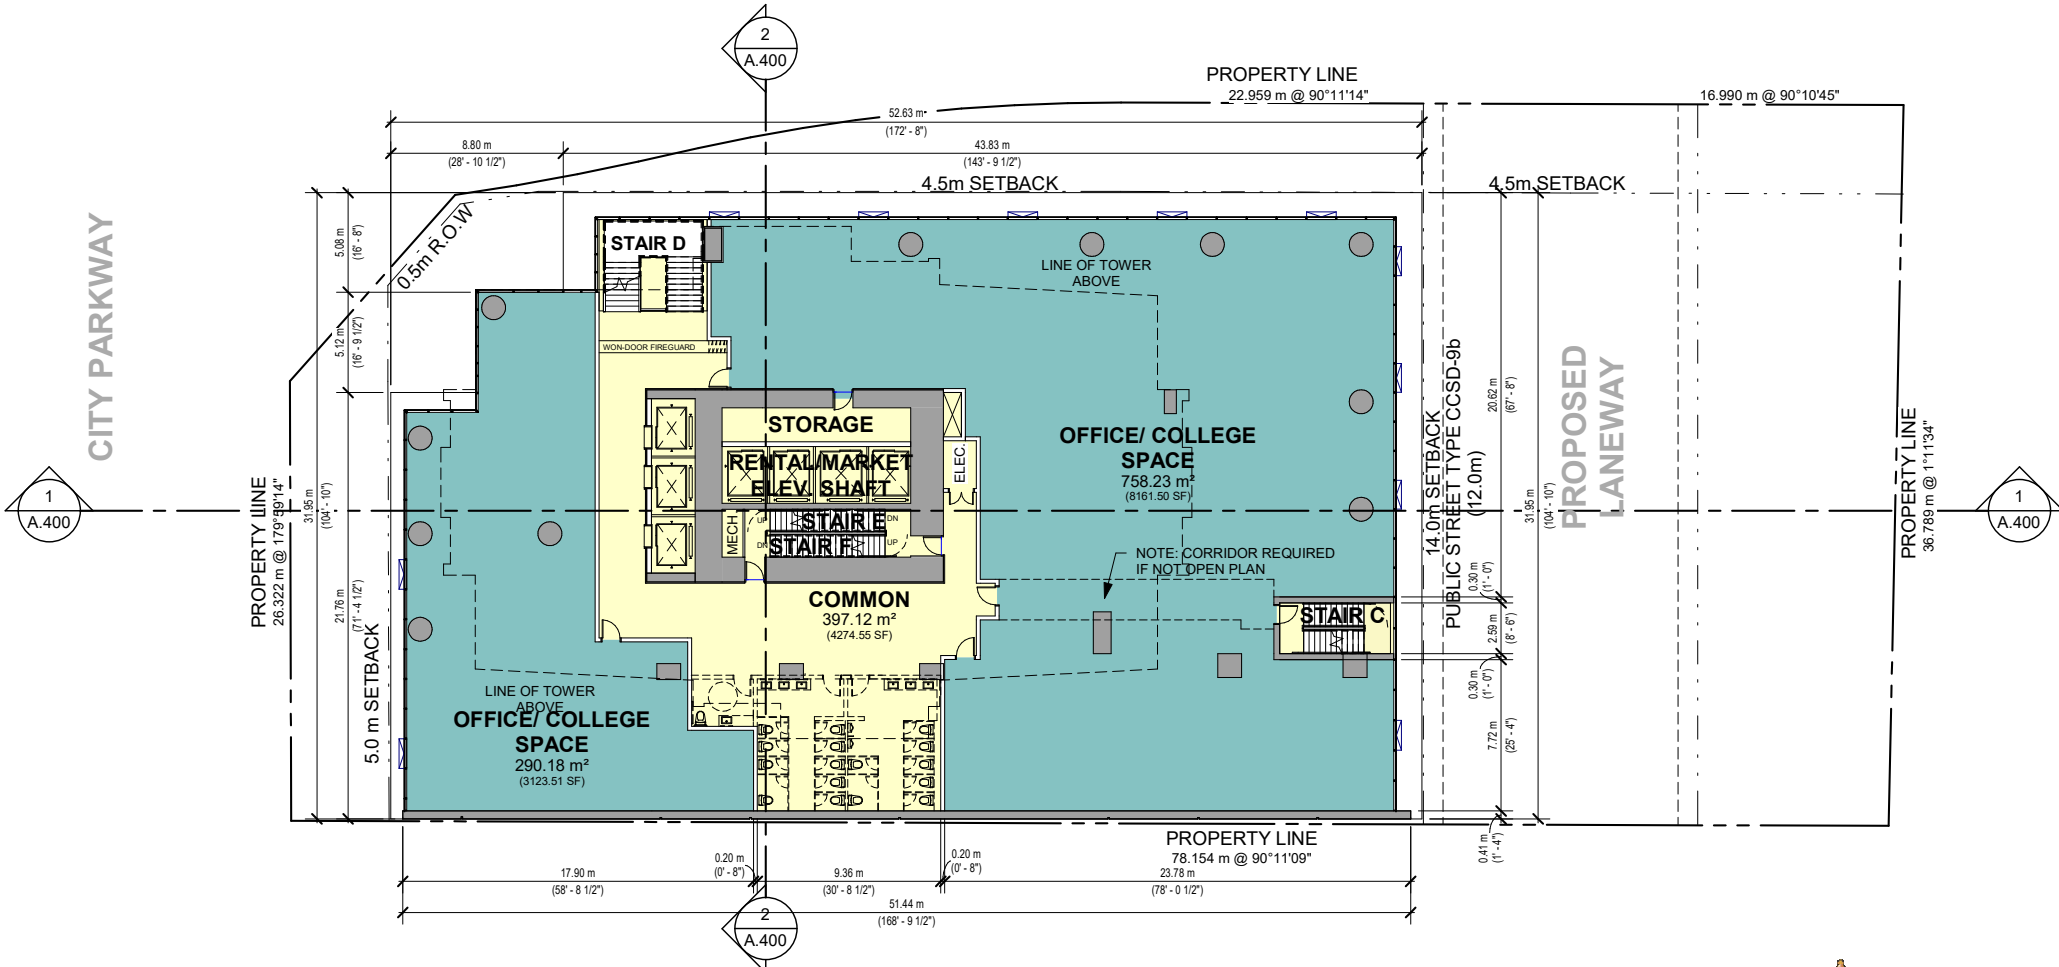 2
A.400
PROPERTY LINE
22.959 m @ 90°11'14"
16.990 m @ 90°10'45"
52.63 m
(172' - 8")
8.80 m
(28' - 10 1/2")
43.83 m
(143' - 9 1/2")
4.5m SETBACK
4.5m SETBACK
CITY PARKWAY
0.5m R.O.W
5.08 m
(16' - 8")
5.12 m
(16' - 9 1/2")
31.95 m
(104' - 10")
21.76 m
(71' - 4 1/2")
PROPERTY LINE
26.322 m @ 179°59'14"
5.0 m SETBACK
1
A.400
STAIR D
WON-DOOR FIREGUARD
LINE OF TOWER
ABOVE
STORAGE
RENTAL/MARKET
ELEV. SHAFT
ELEC.
MECH
UP
STAIR E
DN
DN
STAIR F
UP
OFFICE/ COLLEGE
SPACE
758.23 m²
(8161.50 SF)
NOTE: CORRIDOR REQUIRED
IF NOT OPEN PLAN
COMMON
397.12 m²
(4274.55 SF)
STAIR C
LINE OF TOWER
ABOVE
OFFICE/ COLLEGE
SPACE
290.18 m²
(3123.51 SF)
14.0m SETBACK
PUBLIC STREET TYPE CCSD-9b
(12.0m)
20.62 m
(67' - 8")
31.95 m
(104' - 10")
0.30 m
(1' - 0")
2.59 m
(8' - 6")
0.30 m
(1' - 0")
7.72 m
(25' - 4")
0.41 m
(1' - 4")
PROPOSED
LANEWAY
PROPERTY LINE
36.789 m @ 1°11'34"
1
A.400
PROPERTY LINE
78.154 m @ 90°11'09"
17.90 m
(58' - 8 1/2")
0.20 m
(0' - 8")
9.36 m
(30' - 8 1/2")
0.20 m
(0' - 8")
23.78 m
(78' - 0 1/2")
51.44 m
(168' - 9 1/2")
2
A.400